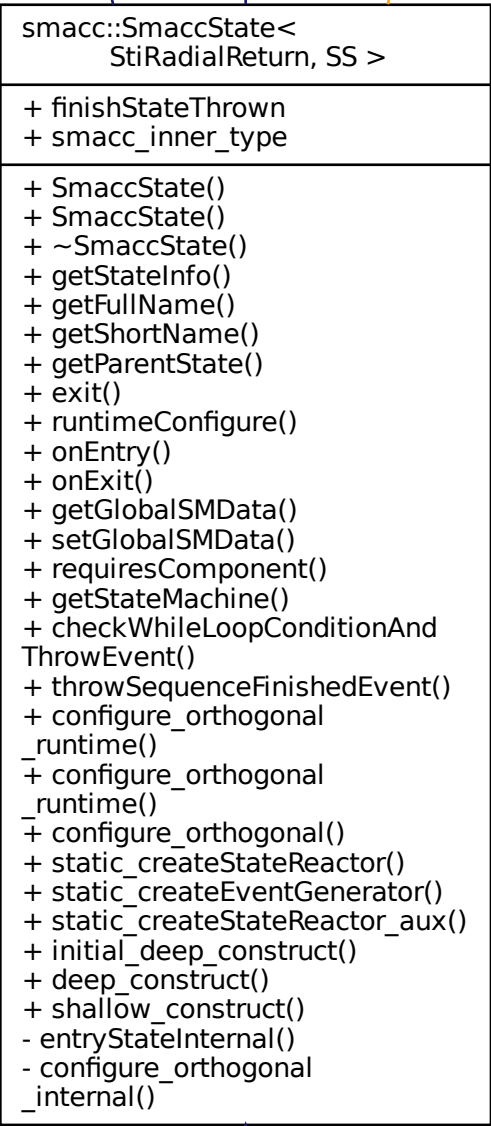 smacc::SmaccState<
StiRadialReturn, SS >
+ finishStateThrown
+ smacc_inner_type
+ SmaccState()
+ SmaccState()
+ ~SmaccState()
+ getStateInfo()
+ getFullName()
+ getShortName()
+ getParentState()
+ exit()
+ runtimeConfigure()
+ onEntry()
+ onExit()
+ getGlobalSMData()
+ setGlobalSMData()
+ requiresComponent()
+ getStateMachine()
+ checkWhileLoopConditionAnd
ThrowEvent()
+ throwSequenceFinishedEvent()
+ configure_orthogonal
_runtime()
+ configure_orthogonal
_runtime()
+ configure_orthogonal()
+ static_createStateReactor()
+ static_createEventGenerator()
+ static_createStateReactor_aux()
+ initial_deep_construct()
+ deep_construct()
+ shallow_construct()
- entryStateInternal()
- configure_orthogonal
_internal()